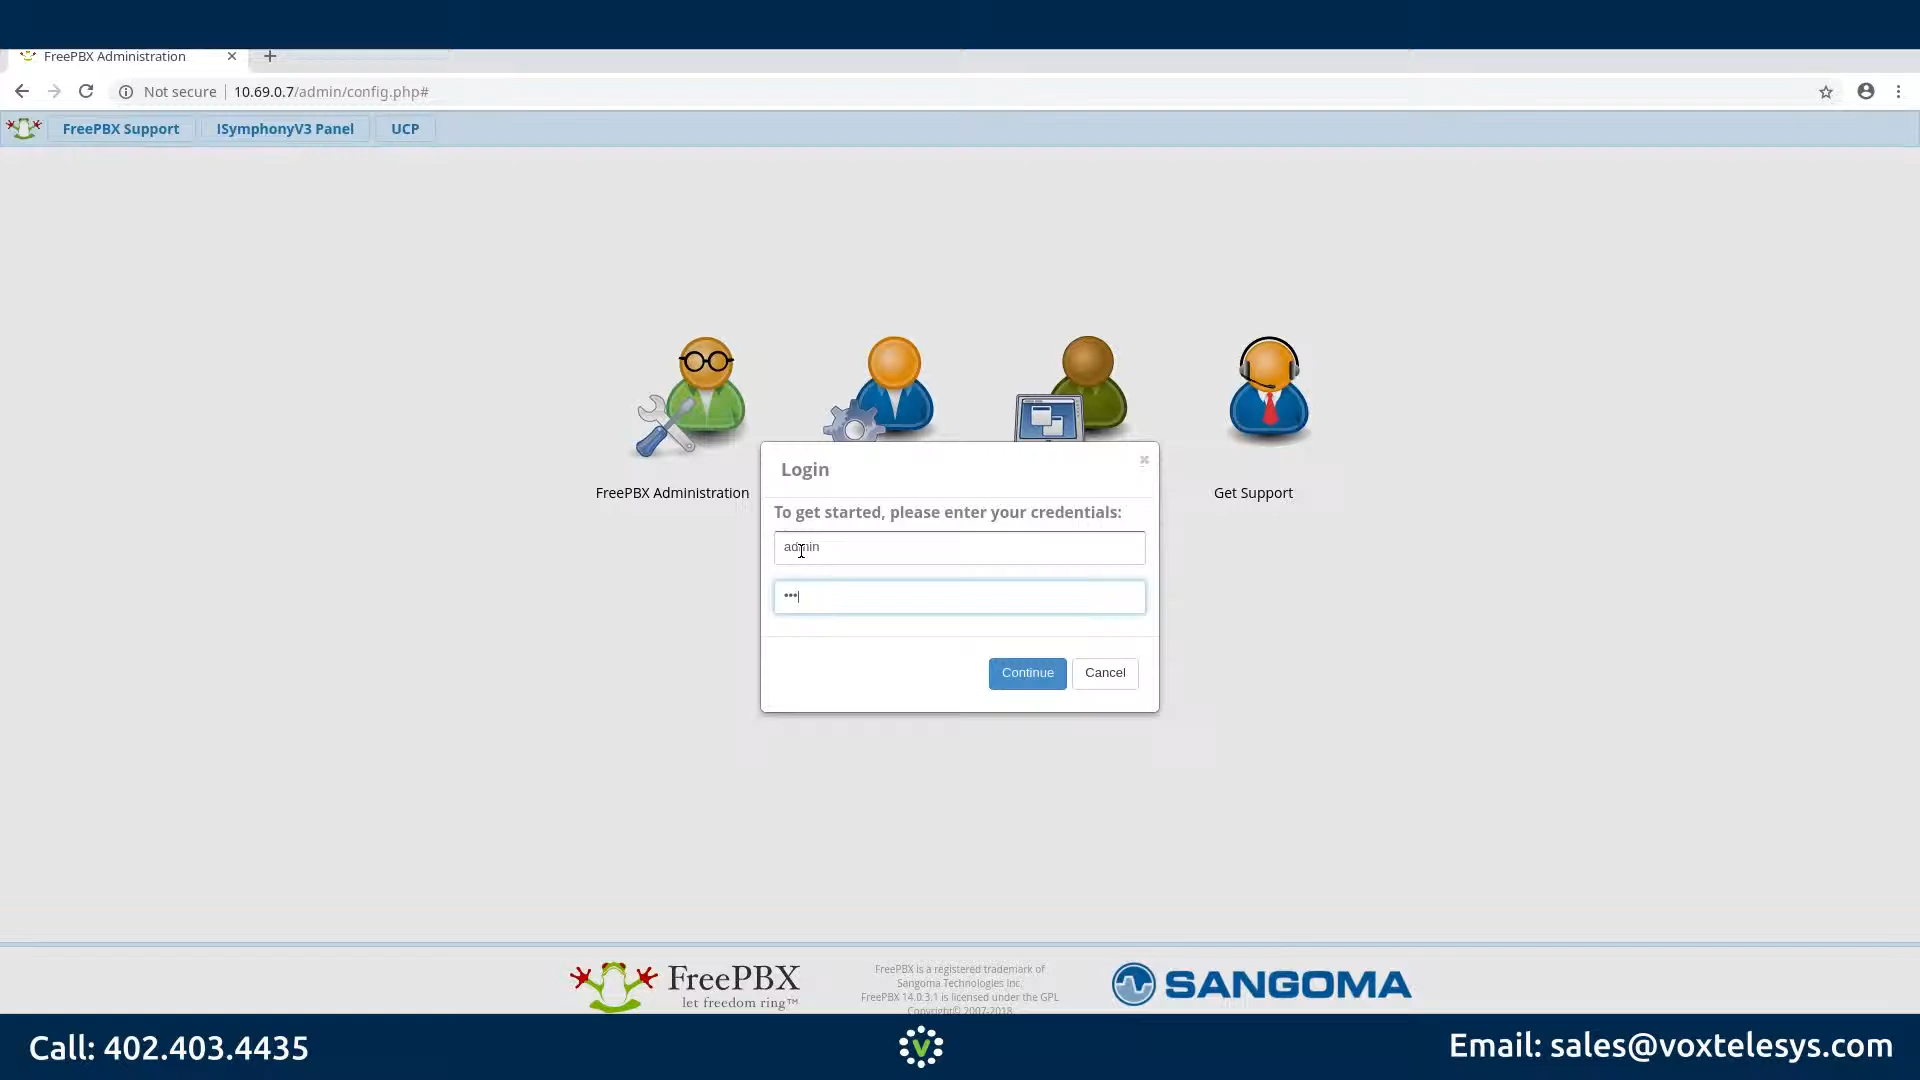 FreePBX Administration
Not secure
10.69.0.7/admin/config.php#
FreePBX Support
ISymphonyV3 Panel
UCP
FreePBX Administration
Get Support
Login
To get started, please enter your credentials:
admin
•••
Continue
Cancel
FreePBX
let freedom ring™
FreePBX is a registered trademark of
Sangoma Technologies Inc.
FreePBX 14.0.3.1 is licensed under the GPL
Copyright© 2007-2018
SANGOMA
Call: 402.403.4435
V
Email: sales@voxtelesys.com